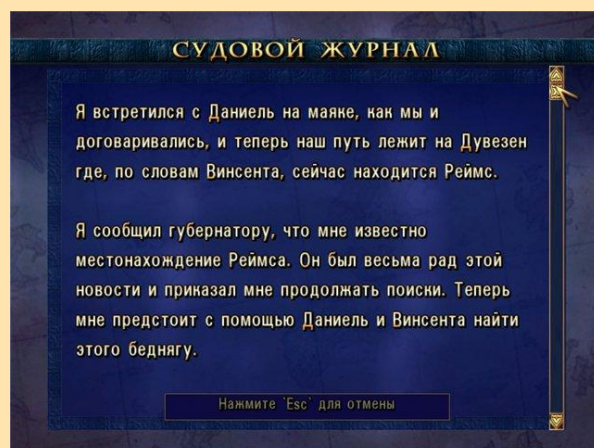 СУДОВОЙ ЖУРНАЛ
Я встретился с Даниель на маяке, как мы и
договаривались, и теперь наш путь лежит на Дувезен
где, по словам Винсента, сейчас находится Реймс.
Я сообщил губернатору, что мне известно
местонахождение Реймса. Он был весьма рад этой
новости и приказал мне продолжать поиски. Теперь
мне предстоит с помощью Даниель и Винсента найти
этого беднягу.
Нажмите `Esc` для отмены